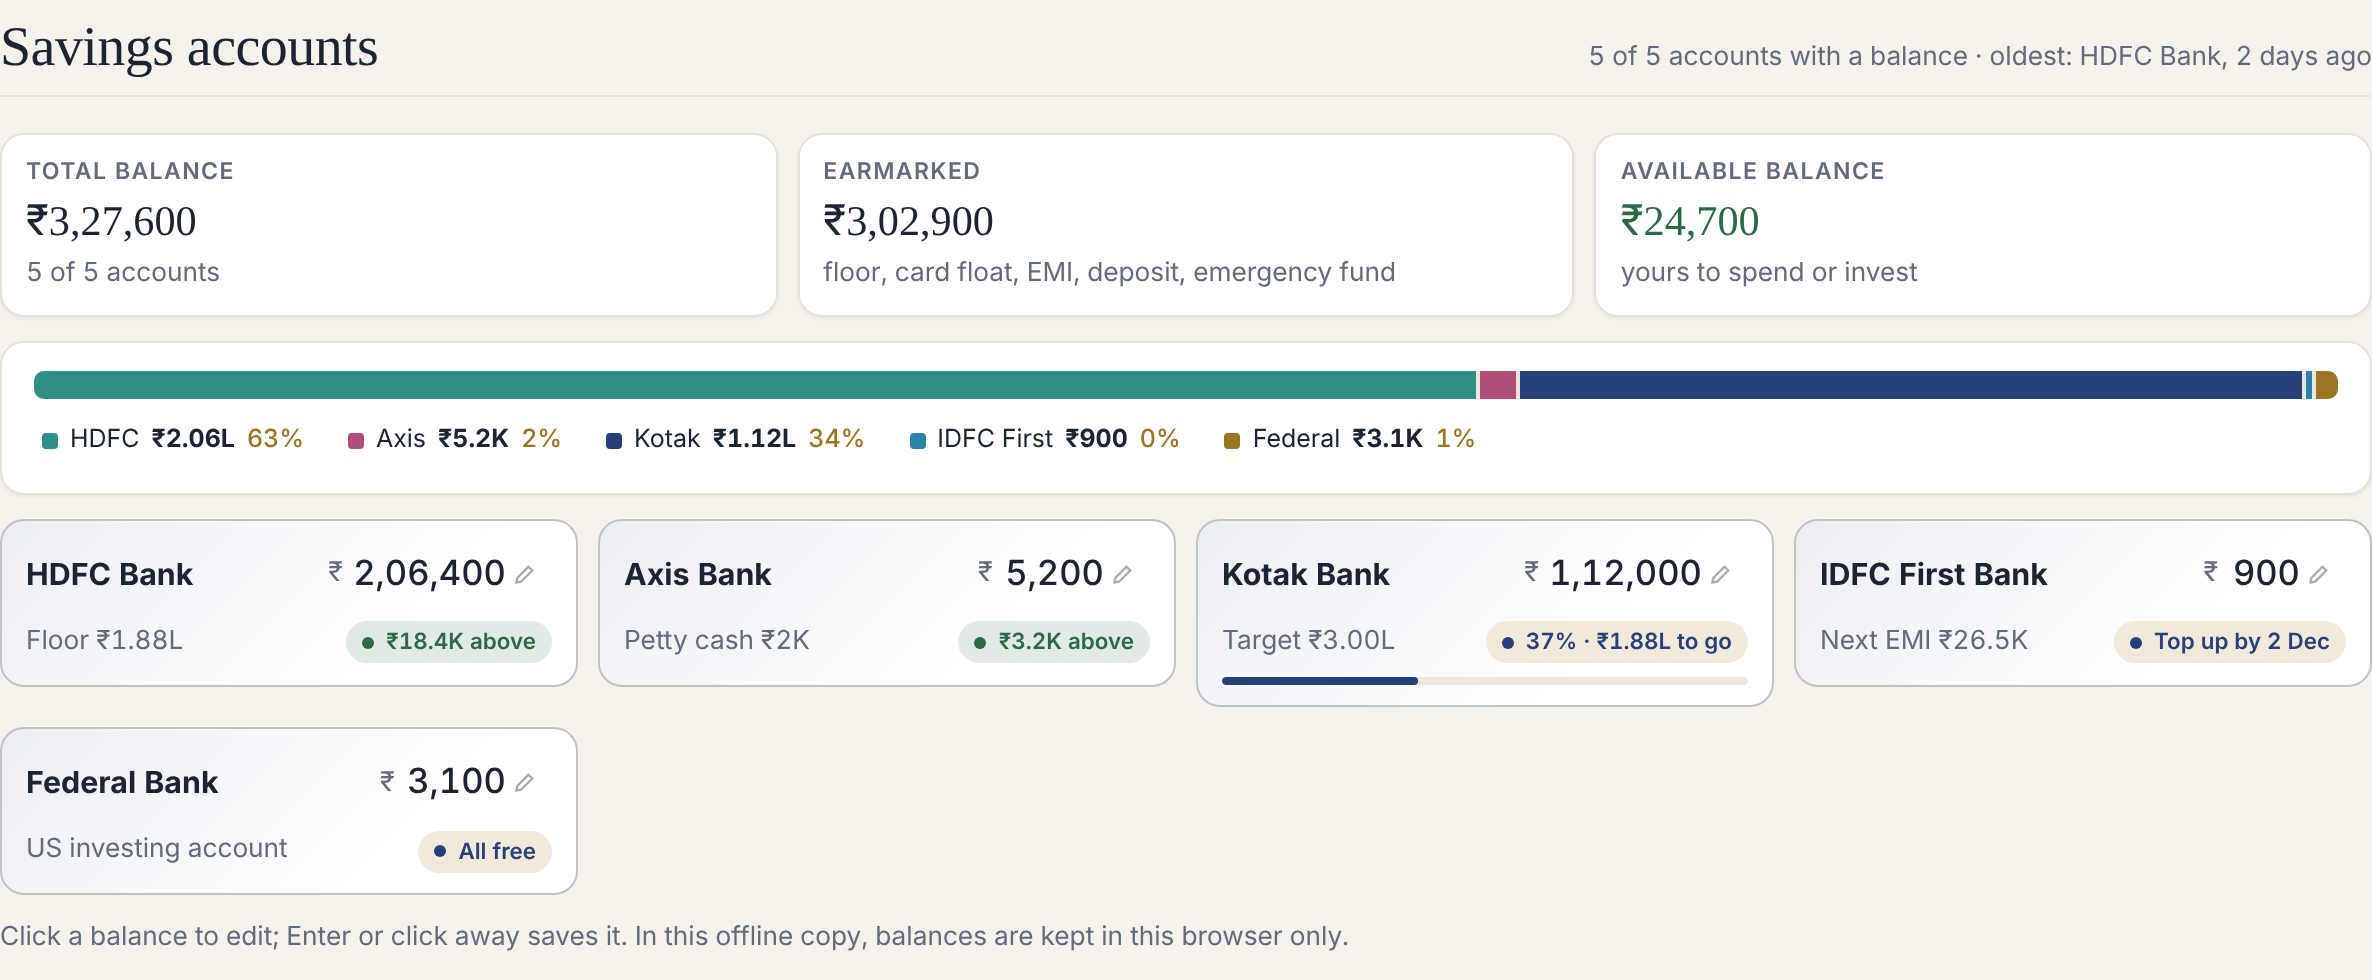 Savings accounts
5 of 5 accounts with a balance · oldest: HDFC Bank, 2 days ago
TOTAL BALANCE
₹3,27,600
5 of 5 accounts
EARMARKED
₹3,02,900
floor, card float, EMI, deposit, emergency fund
AVAILABLE BALANCE
₹24,700
yours to spend or invest
HDFC ₹2.06L 63% Axis ₹5.2K 2% Kotak ₹1.12L 34% IDFC First ₹900 0% Federal ₹3.1K 1%
HDFC Bank ₹ 2,06,400
Floor ₹1.88L ₹18.4K above
Axis Bank ₹ 5,200
Petty cash ₹2K ₹3.2K above
Kotak Bank ₹ 1,12,000
Target ₹3.00L 37% · ₹1.88L to go
IDFC First Bank ₹ 900
Next EMI ₹26.5K Top up by 2 Dec
Federal Bank ₹ 3,100
US investing account All free
Click a balance to edit; Enter or click away saves it. In this offline copy, balances are kept in this browser only.